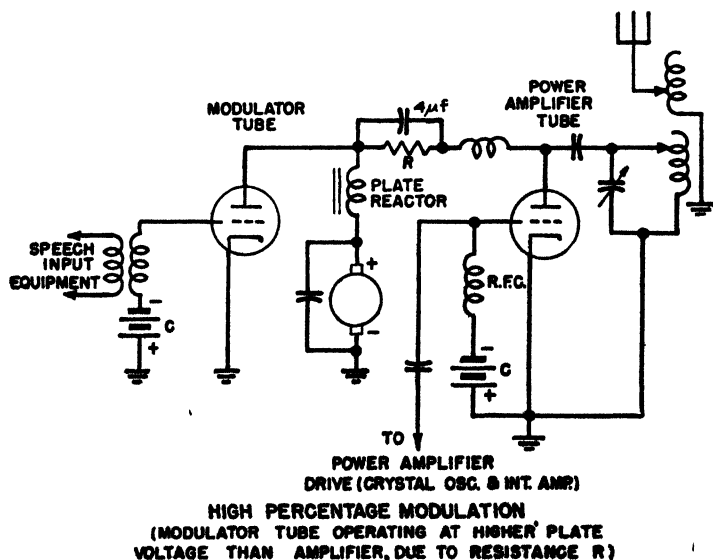 MODULATOR
TUBE
4μf
POWER
AMPLIFIER
TUBE
R
PLATE
REACTOR
SPEECH
INPUT
EQUIPMENT
R.F.C.
+
-
-
+
C
-
+
C
TO
POWER AMPLIFIER
DRIVE (CRYSTAL OSC. & INT. AMP.)
HIGH PERCENTAGE MODULATION
(MODULATOR TUBE OPERATING AT HIGHER PLATE
VOLTAGE THAN AMPLIFIER, DUE TO RESISTANCE R)